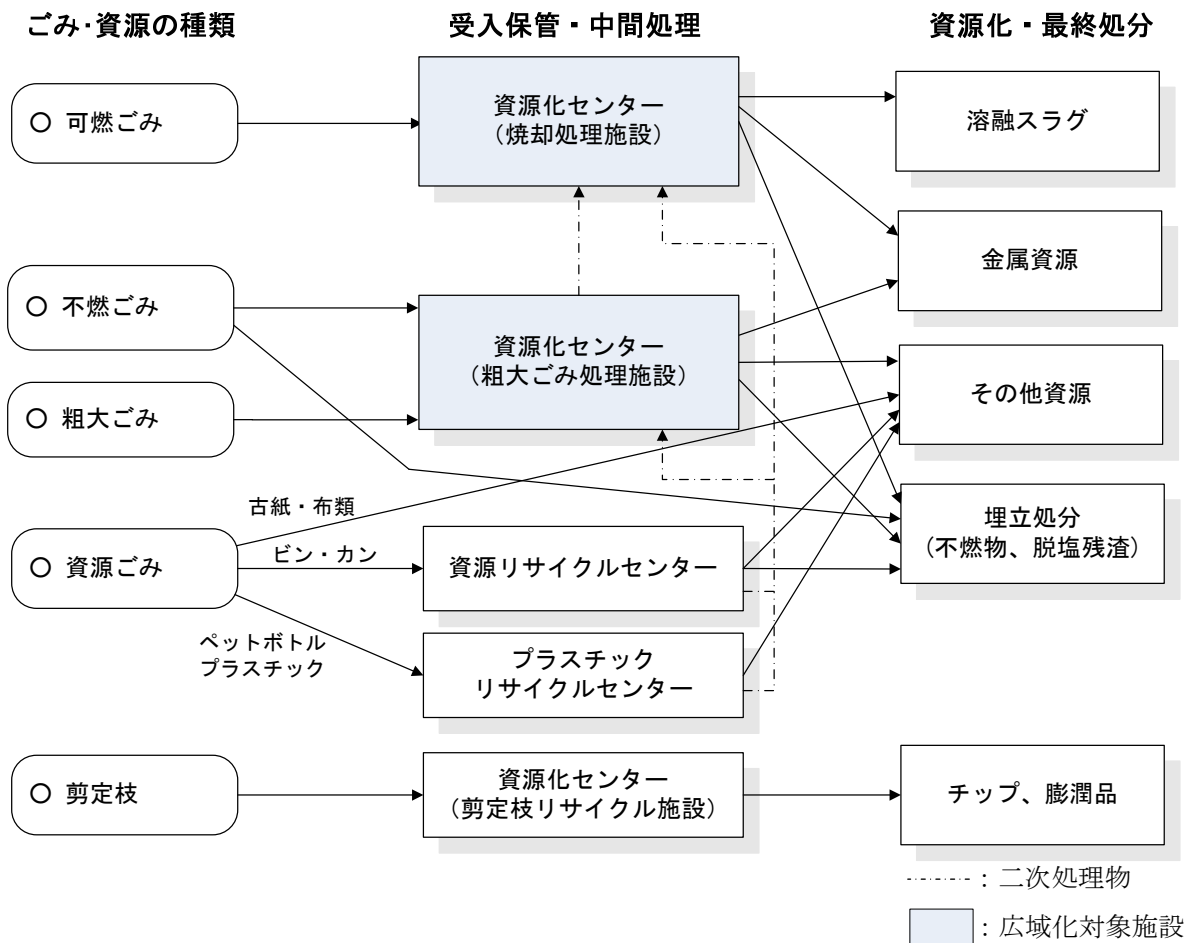 ごみ･資源の種類
受入保管・中間処理
資源化・最終処分
○ 可燃ごみ
資源化センター
(焼却処理施設)
溶融スラグ
金属資源
○ 不燃ごみ
資源化センター
(粗大ごみ処理施設)
その他資源
○ 粗大ごみ
古紙・布類
埋立処分
(不燃物、脱塩残渣)
○ 資源ごみ
ビン・カン
資源リサイクルセンター
ペットボトル
プラスチック
プラスチック
リサイクルセンター
○ 剪定枝
資源化センター
(剪定枝リサイクル施設)
チップ、膨潤品
：二次処理物
：広域化対象施設